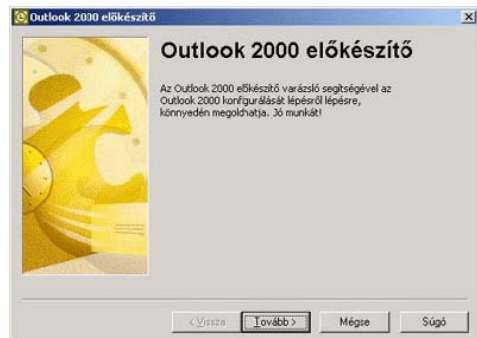 Outlook 2000 előkészítő
Outlook 2000 előkészítő
Az Outlook 2000 előkészítő varázsló segítségével az
Outlook 2000 konfigurálását lépésről lépésre,
könnyedén megoldhatja. Jó munkát!
< Vissza Tovább > Mégse Súgó